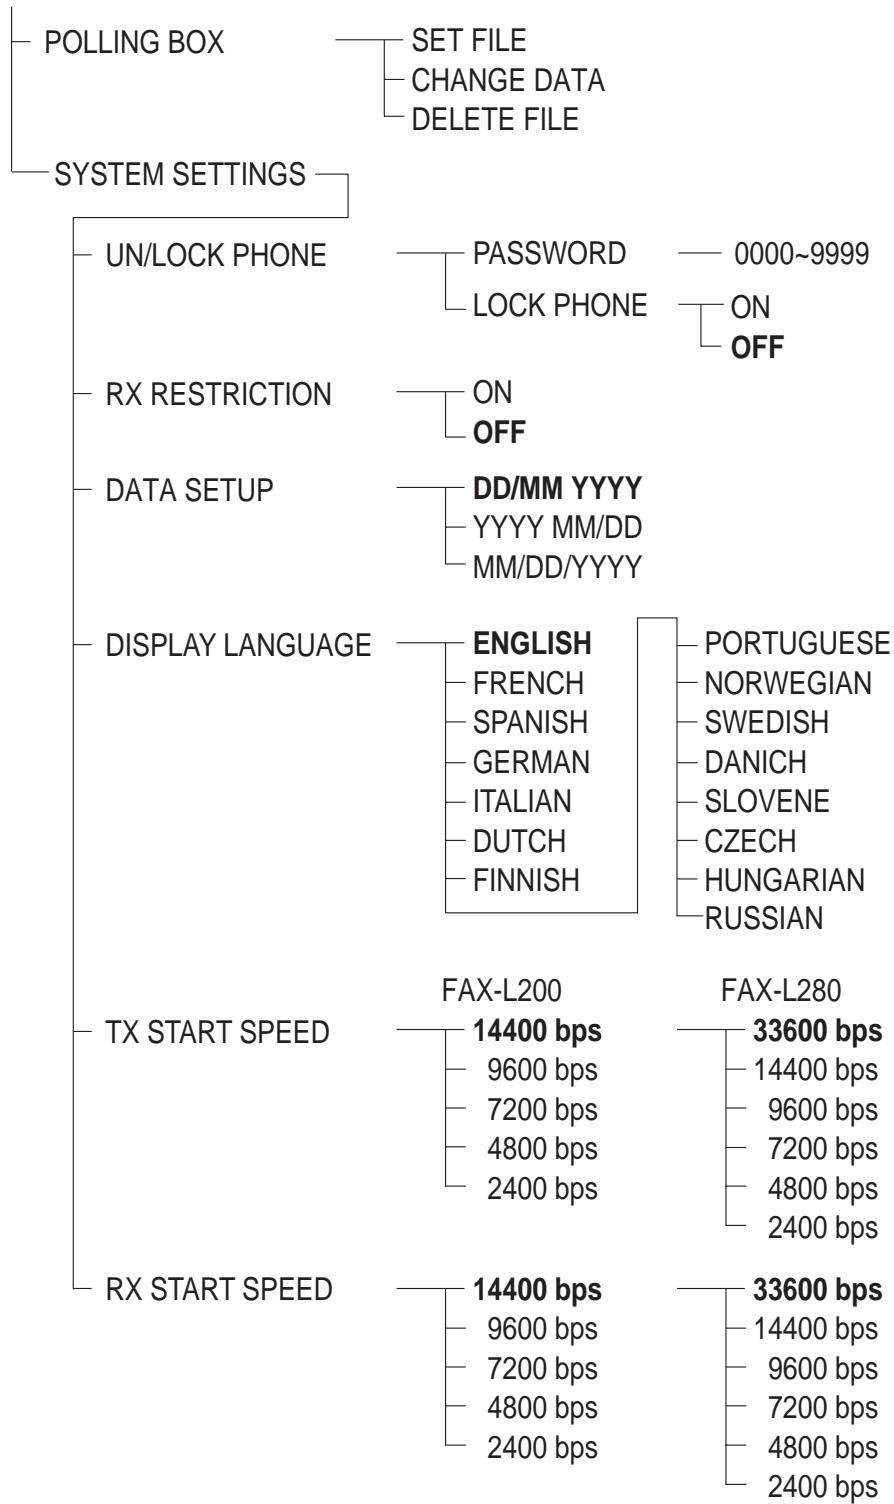 POLLING BOX SET FILE
CHANGE DATA
DELETE FILE
SYSTEM SETTINGS
UN/LOCK PHONE PASSWORD 0000~9999
LOCK PHONE ON
OFF
RX RESTRICTION ON
OFF
DATA SETUP DD/MM YYYY
YYYY MM/DD
MM/DD/YYYY
DISPLAY LANGUAGE ENGLISH PORTUGUESE
FRENCH NORWEGIAN
SPANISH SWEDISH
GERMAN DANICH
ITALIAN SLOVENE
DUTCH CZECH
FINNISH HUNGARIAN
RUSSIAN
FAX-L200 FAX-L280
TX START SPEED 14400 bps 33600 bps
9600 bps 14400 bps
7200 bps 9600 bps
4800 bps 7200 bps
2400 bps 4800 bps
2400 bps
RX START SPEED 14400 bps 33600 bps
9600 bps 14400 bps
7200 bps 9600 bps
4800 bps 7200 bps
2400 bps 4800 bps
2400 bps